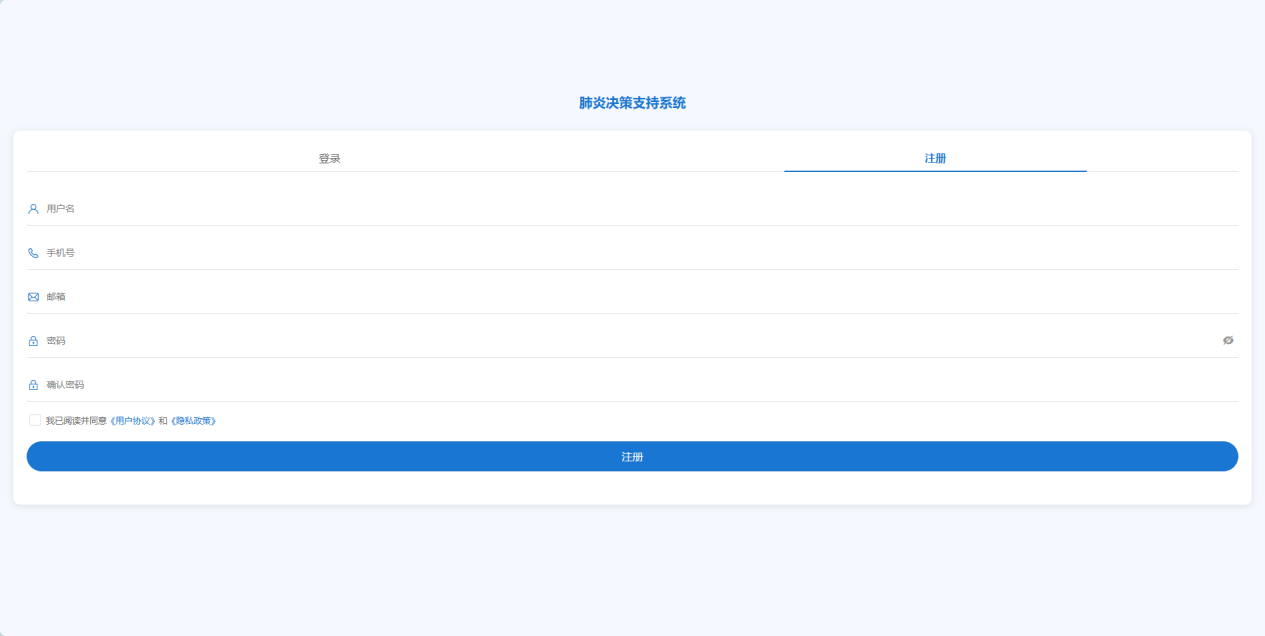 肺炎决策支持系统
登录 注册
用户名
手机号
邮箱
密码
确认密码
我已阅读并同意《用户协议》和《隐私政策》
注册